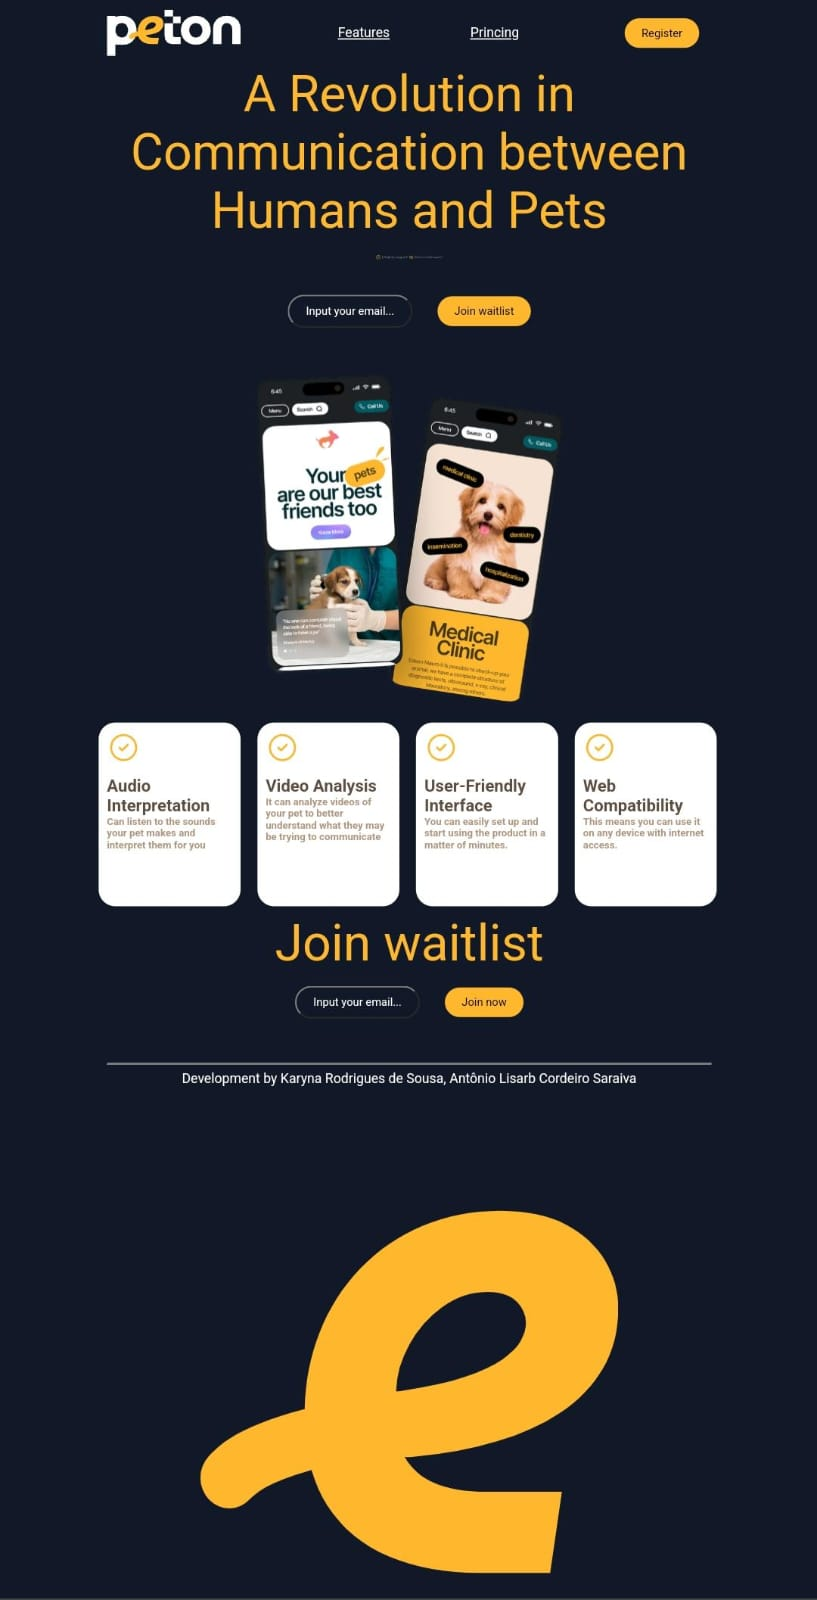 peton
Features
Princing
Register
A Revolution in
Communication between
Humans and Pets
Input your email...
Join waitlist
6:45
Menu
Search
Call Us
Your pets
are our best
friends too
6:45
Menu
Search
Call Us
medical clinic
dentistry
insemination
hospitalization
Medical
Clinic
Audio
Interpretation
Can listen to the sounds
your pet makes and
interpret them for you
Video Analysis
It can analyze videos of
your pet to better
understand what they may
be trying to communicate
User-Friendly
Interface
You can easily set up and
start using the product in a
matter of minutes.
Web
Compatibility
This means you can use it
on any device with internet
access.
Join waitlist
Input your email...
Join now
Development by Karyna Rodrigues de Sousa, Antônio Lisarb Cordeiro Saraiva
e